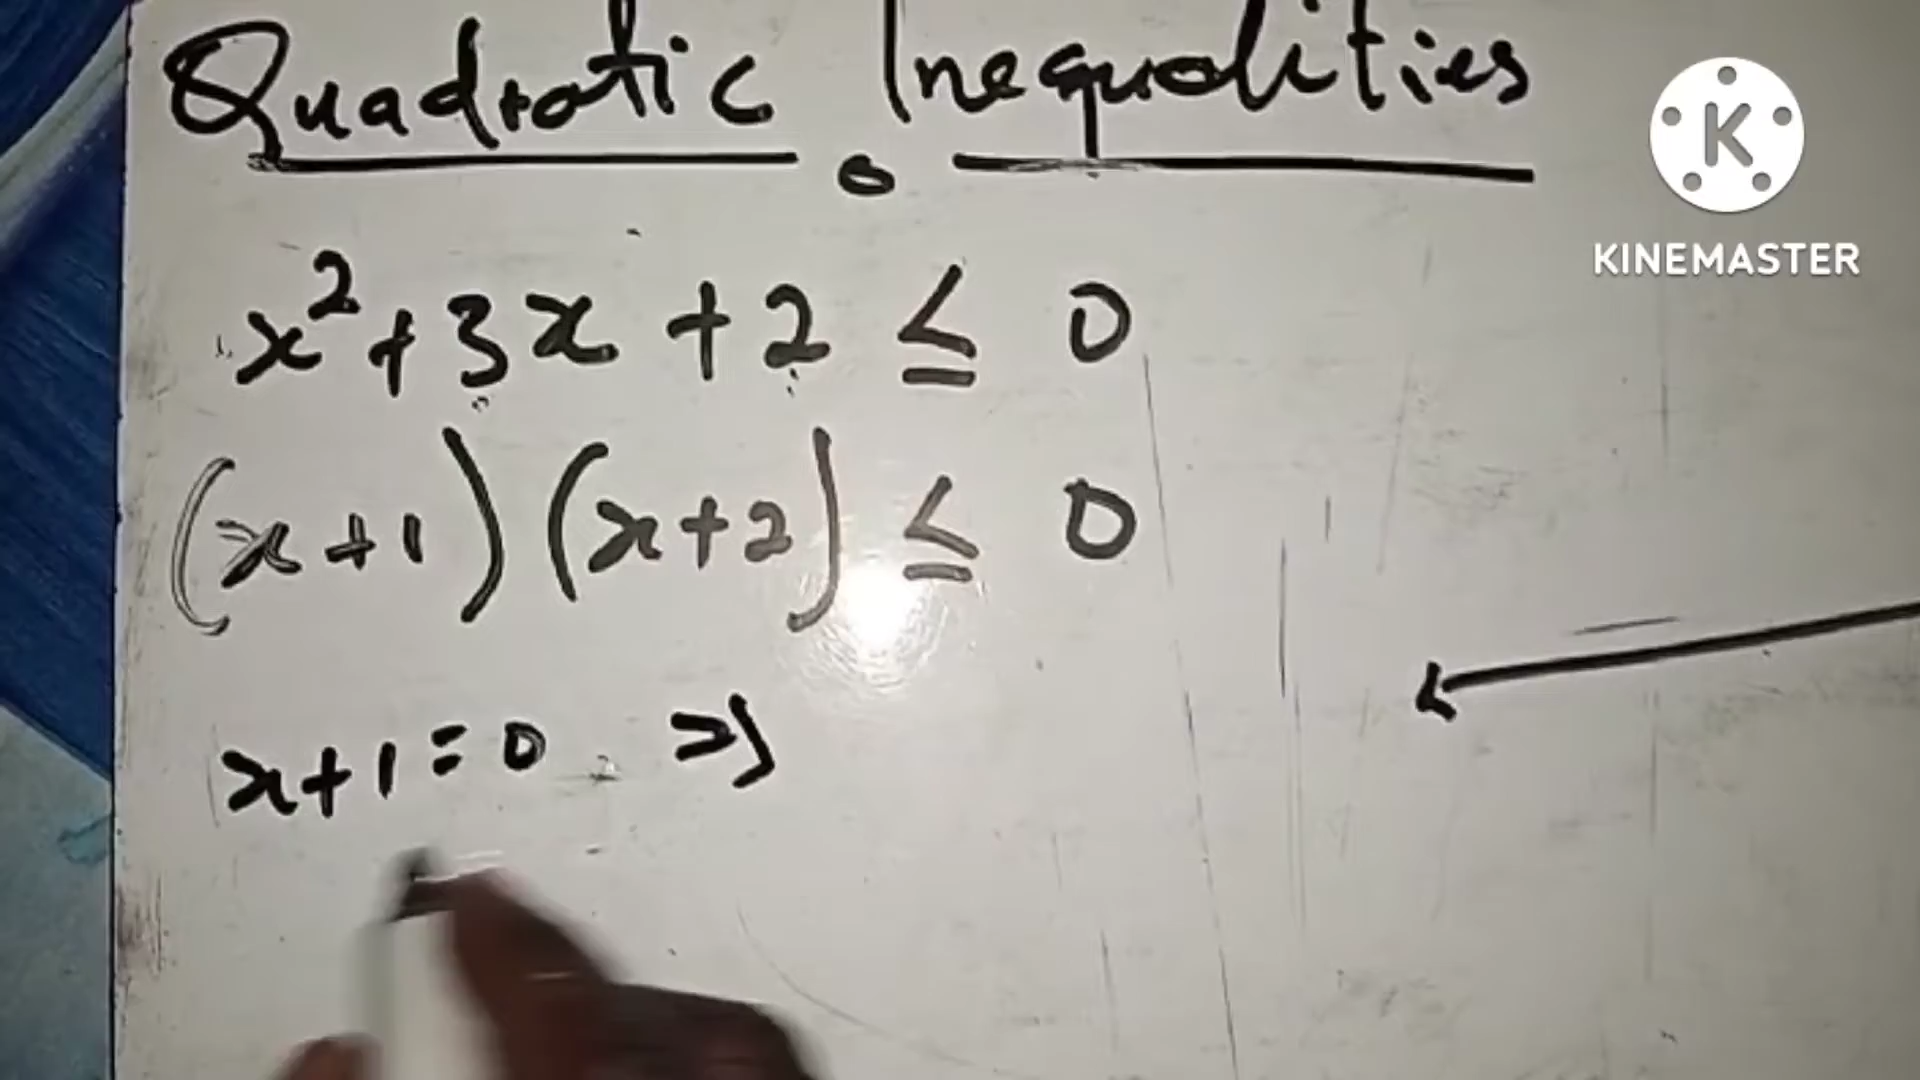 Quadratic Inequalities
K
KINEMASTER
x²+3x+2 ≤ 0
(x+1)(x+2) ≤ 0
x+1=0 ⇒